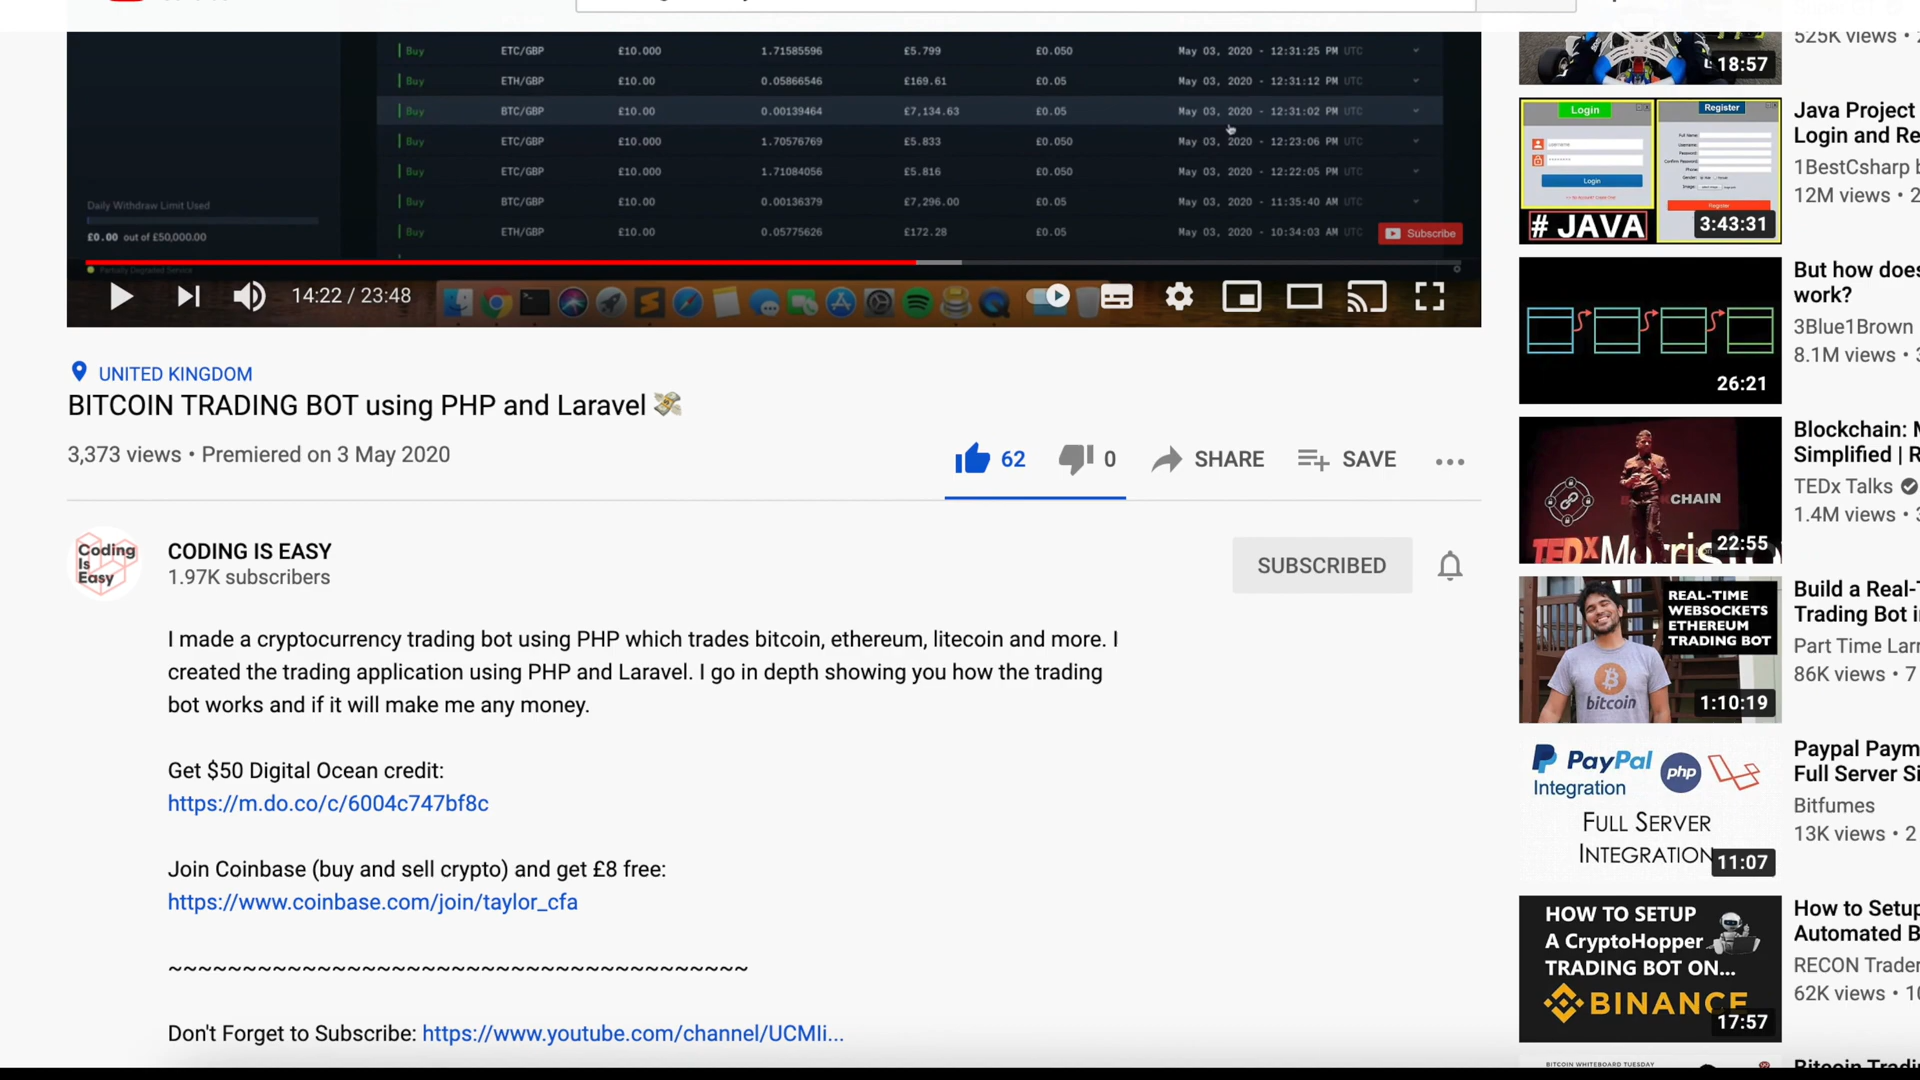 Buy ETC/GBP £10.000 1.71585596 £5.799 £0.050 May 03, 2020 - 12:31:25 PM UTC
Buy ETH/GBP £10.00 0.05866546 £169.61 £0.05 May 03, 2020 - 12:31:12 PM UTC
Buy BTC/GBP £10.00 0.00139464 £7,134.63 £0.05 May 03, 2020 - 12:31:02 PM UTC
Buy ETC/GBP £10.000 1.70576769 £5.833 £0.050 May 03, 2020 - 12:23:06 PM UTC
Buy ETC/GBP £10.000 1.71084056 £5.816 £0.050 May 03, 2020 - 12:22:05 PM UTC
Buy BTC/GBP £10.00 0.00136379 £7,296.00 £0.05 May 03, 2020 - 11:35:40 AM UTC
Buy ETH/GBP £10.00 0.05775626 £172.28 £0.05 May 03, 2020 - 10:34:03 AM UTC
Daily Withdraw Limit Used
£0.00 out of £50,000.00
Subscribe
Partially Degraded Service
14:22 / 23:48
UNITED KINGDOM
BITCOIN TRADING BOT using PHP and Laravel 💸
3,373 views • Premiered on 3 May 2020
62 0 SHARE SAVE
Coding
Is
Easy
CODING IS EASY
1.97K subscribers
SUBSCRIBED
I made a cryptocurrency trading bot using PHP which trades bitcoin, ethereum, litecoin and more. I
created the trading application using PHP and Laravel. I go in depth showing you how the trading
bot works and if it will make me any money.
Get $50 Digital Ocean credit:
https://m.do.co/c/6004c747bf8c
Join Coinbase (buy and sell crypto) and get £8 free:
https://www.coinbase.com/join/taylor_cfa
~~~~~~~~~~~~~~~~~~~~~~~~~~~~~~~~~~~~~~~
Don't Forget to Subscribe: https://www.youtube.com/channel/UCMIi...
18:57
525K views •
Login
Register
Login
# JAVA
3:43:31
Java Project
Login and Re
1BestCsharp b
12M views • 2
26:21
But how does
work?
3Blue1Brown
8.1M views •
CHAIN
TEDx Morris
22:55
Blockchain: M
Simplified | R
TEDx Talks
1.4M views •
REAL-TIME
WEBSOCKETS
ETHEREUM
TRADING BOT
bitcoin
1:10:19
Build a Real-T
Trading Bot i
Part Time Larr
86K views • 7
PayPal
Integration
php
FULL SERVER
INTEGRATION
11:07
Paypal Paym
Full Server Si
Bitfumes
13K views • 2
HOW TO SETUP
A CryptoHopper
TRADING BOT ON...
BINANCE
17:57
How to Setup
Automated B
RECON Trader
62K views • 10
BITCOIN WHITEBOARD TUESDAY
Bitcoin Tradi